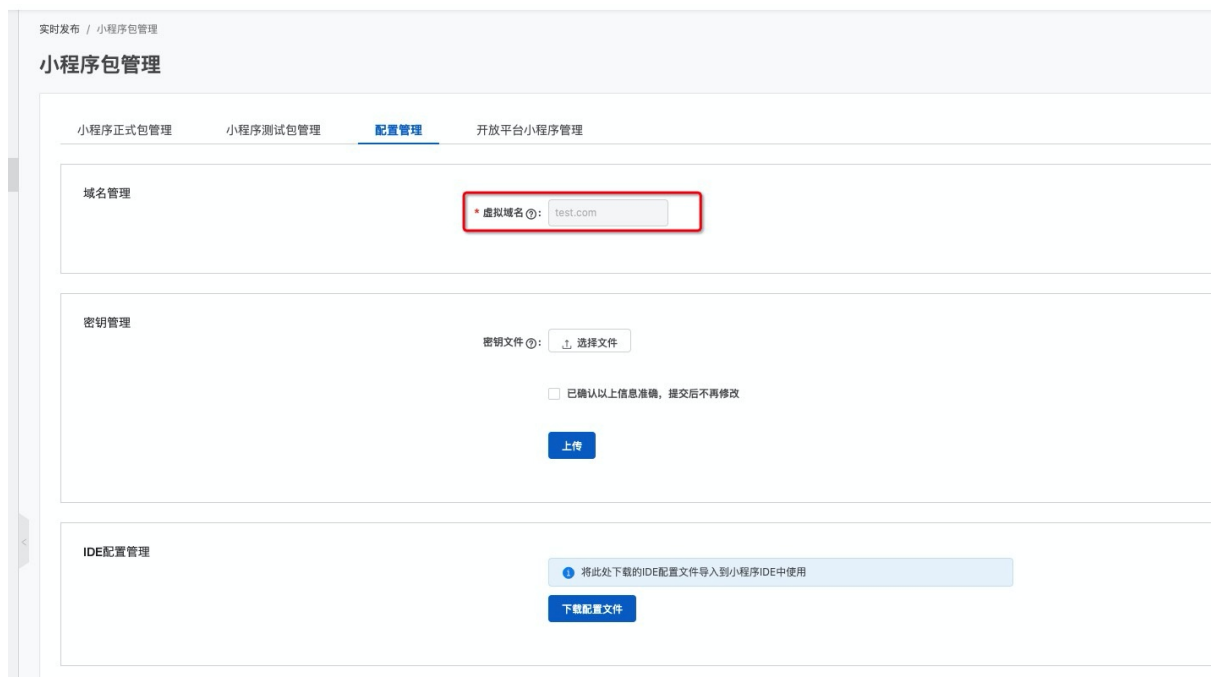 实时发布 / 小程序包管理
小程序包管理
小程序正式包管理 小程序测试包管理 配置管理 开放平台小程序管理
域名管理
* 虚拟域名?: test.com
密钥管理
密钥文件?: 选择文件
已确认以上信息准确，提交后不再修改
上传
IDE配置管理
将此处下载的IDE配置文件导入到小程序IDE中使用
下载配置文件